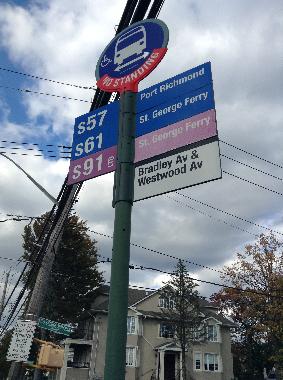 NO STANDING
S57 Port Richmond
S61 St. George Ferry
S91 St. George Ferry
Bradley Av &
Westwood Av